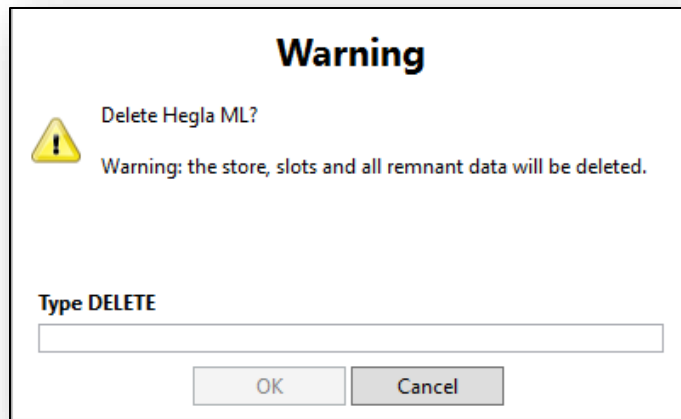 Warning
Delete Hegla ML?
Warning: the store, slots and all remnant data will be deleted.
Type DELETE
OK
Cancel